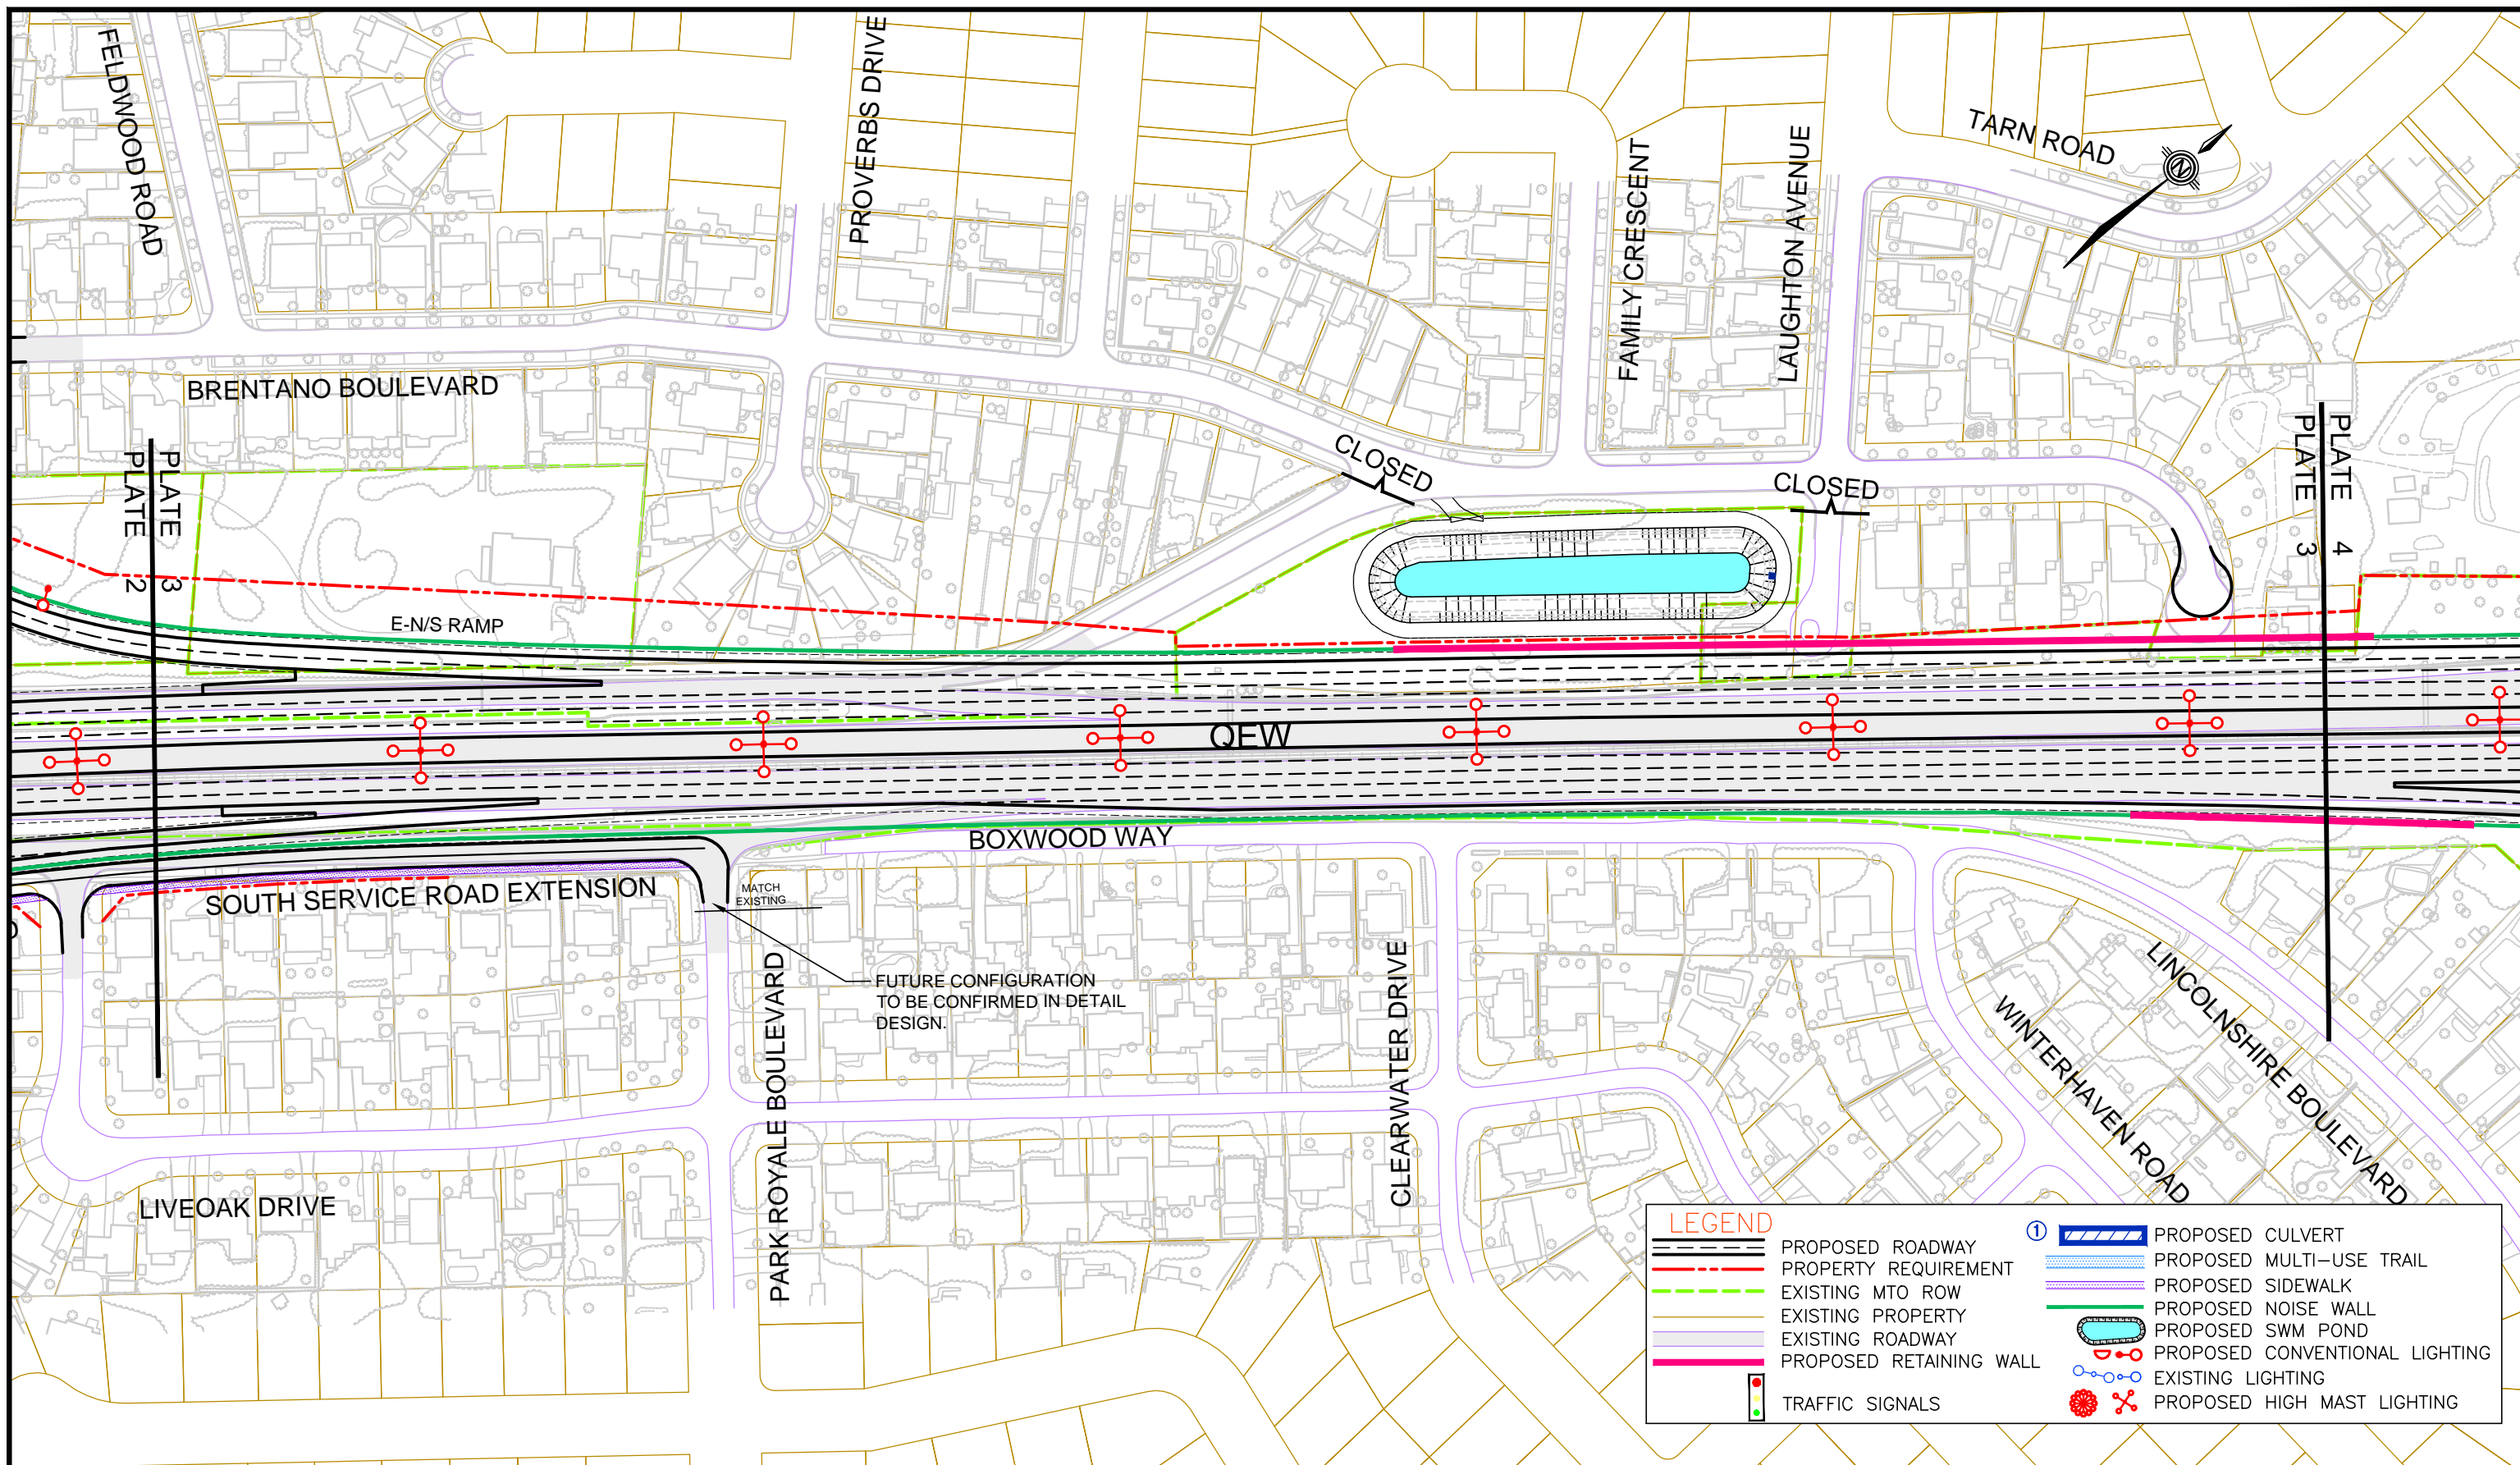 FELDWOOD ROAD
PROVERBS DRIVE
FAMILY CRESCENT
LAUGHTON AVENUE
TARN ROAD
N
BRENTANO BOULEVARD
CLOSED
CLOSED
PLATE 2
PLATE 3
PLATE 3
PLATE 4
E-N/S RAMP
QEW
BOXWOOD WAY
SOUTH SERVICE ROAD EXTENSION
MATCH
EXISTING
FUTURE CONFIGURATION
TO BE CONFIRMED IN DETAIL
DESIGN.
PARK ROYALE BOULEVARD
CLEARWATER DRIVE
WINTERHAVEN ROAD
LINCOLNSHIRE BOULEVARD
LIVEOAK DRIVE
LEGEND
PROPOSED ROADWAY
PROPERTY REQUIREMENT
EXISTING MTO ROW
EXISTING PROPERTY
EXISTING ROADWAY
PROPOSED RETAINING WALL
TRAFFIC SIGNALS
1 PROPOSED CULVERT
PROPOSED MULTI-USE TRAIL
PROPOSED SIDEWALK
PROPOSED NOISE WALL
PROPOSED SWM POND
PROPOSED CONVENTIONAL LIGHTING
EXISTING LIGHTING
PROPOSED HIGH MAST LIGHTING